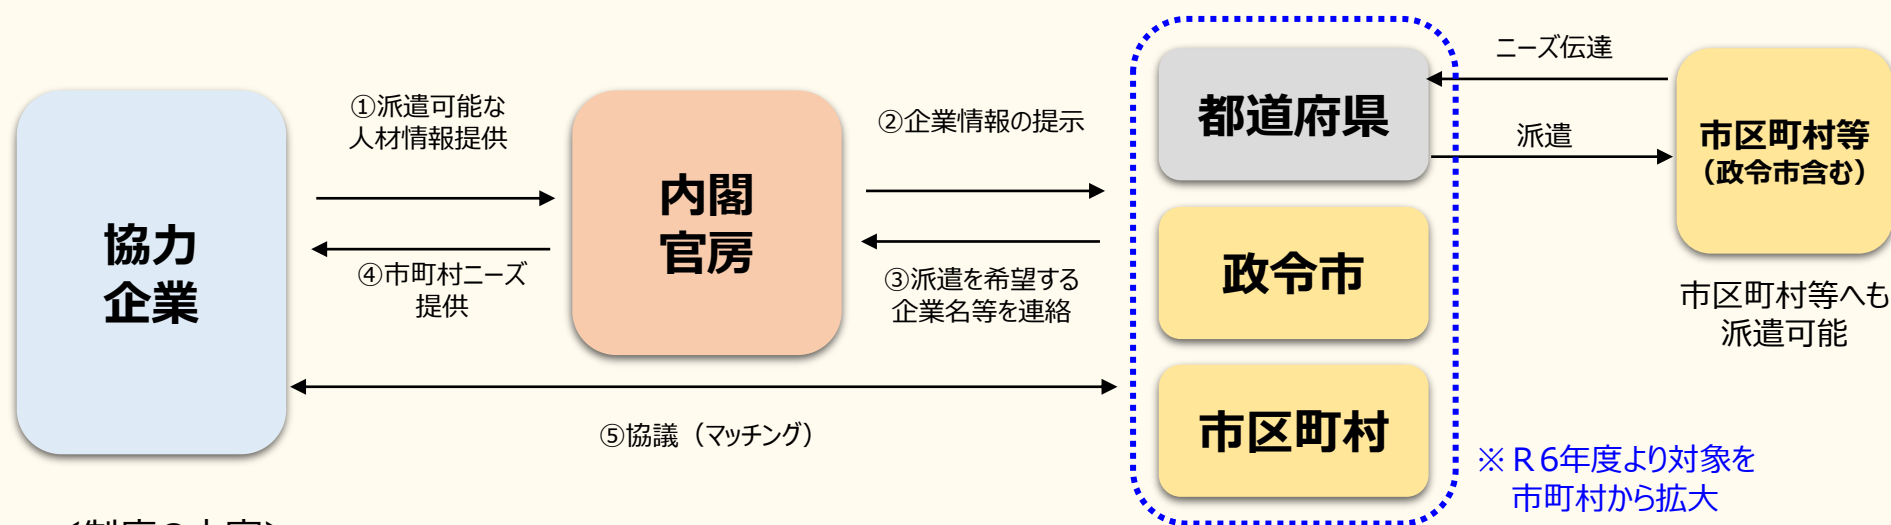 協力
企業
①派遣可能な
人材情報提供
④市町村ニーズ
提供
内閣
官房
②企業情報の提示
③派遣を希望する
企業名等を連絡
⑤協議（マッチング）
都道府県
政令市
市区町村
ニーズ伝達
派遣
市区町村等
（政令市含む）
市区町村等へも
派遣可能
※Ｒ6年度より対象を
市町村から拡大